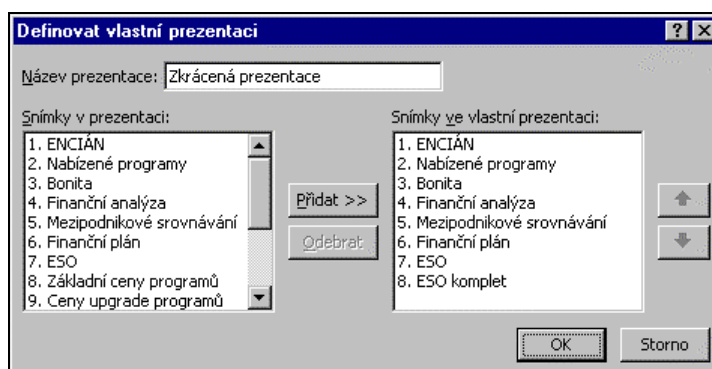 Definovat vlastní prezentaci
Název prezentace: Zkrácená prezentace
Snímky v prezentaci:
1. ENCIÁN
2. Nabízené programy
3. Bonita
4. Finanční analýza
5. Mezipodnikové srovnávání
6. Finanční plán
7. ESO
8. Základní ceny programů
9. Ceny upgrade programů
Přidat >>
Odebrat
Snímky ve vlastní prezentaci:
1. ENCIÁN
2. Nabízené programy
3. Bonita
4. Finanční analýza
5. Mezipodnikové srovnávání
6. Finanční plán
7. ESO
8. ESO komplet
OK
Storno